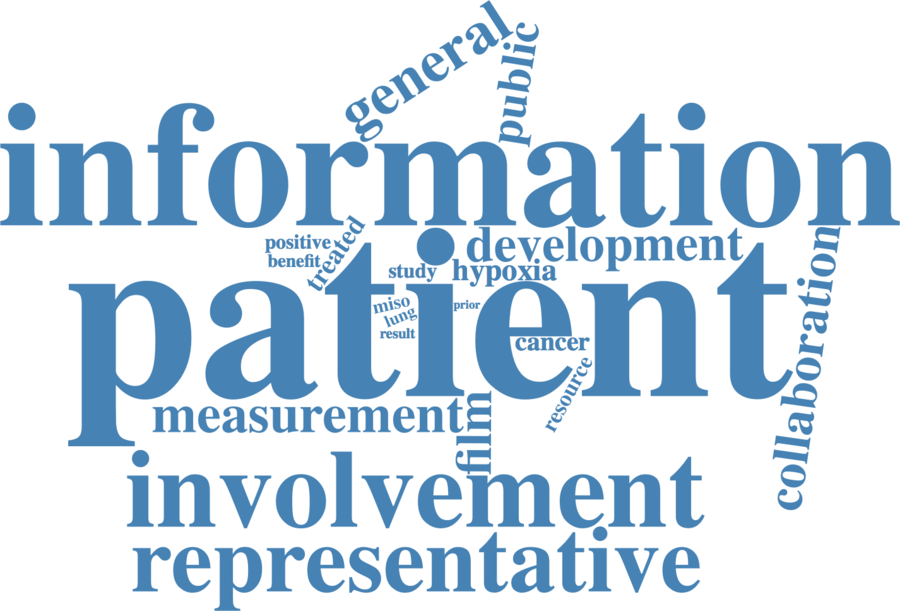 general
public
information
positive
benefit
treated
development
study
hypoxia
patient
miso
lung
result
prior
cancer
resource
collaboration
measurement
film
involvement
representative